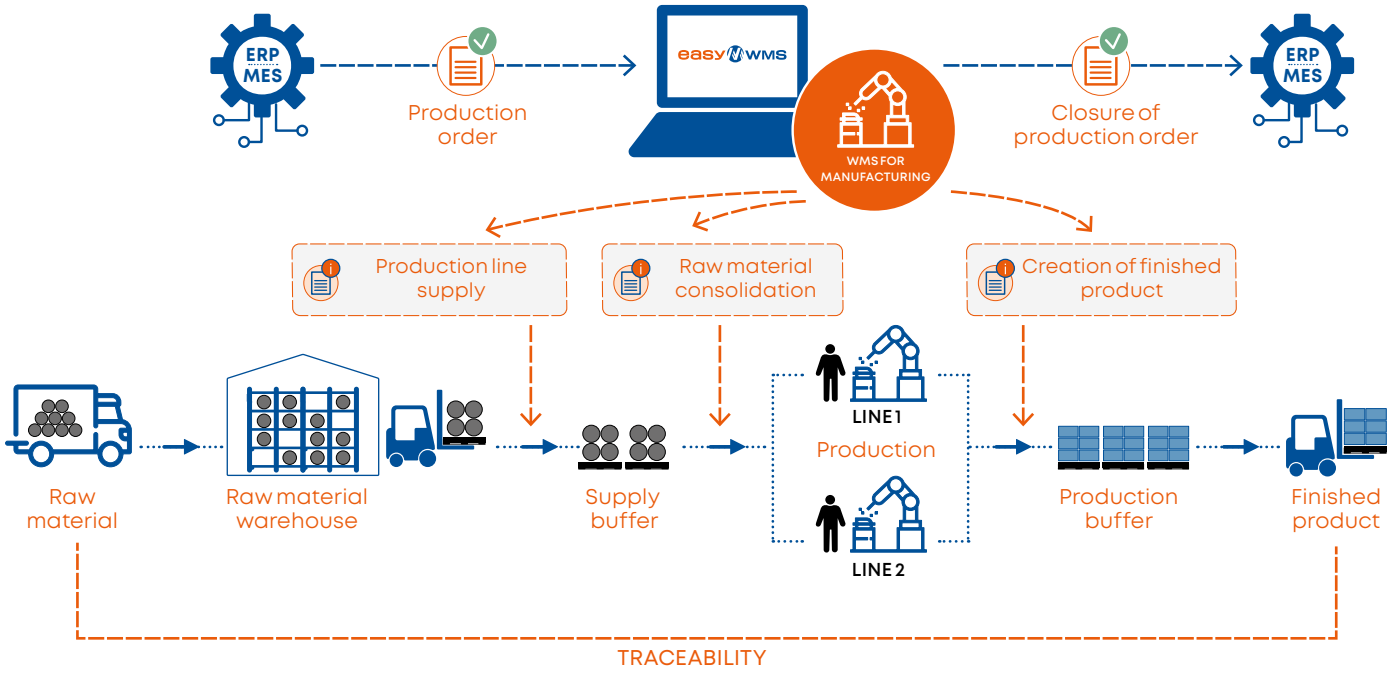 ERP
MES
Production
order
easy WMS
WMS FOR
MANUFACTURING
Closure of
production order
ERP
MES
i
Production line
supply
i
Raw material
consolidation
i
Creation of finished
product
LINE 1
Production
LINE 2
Raw
material
Raw material
warehouse
Supply
buffer
Production
buffer
Finished
product
TRACEABILITY